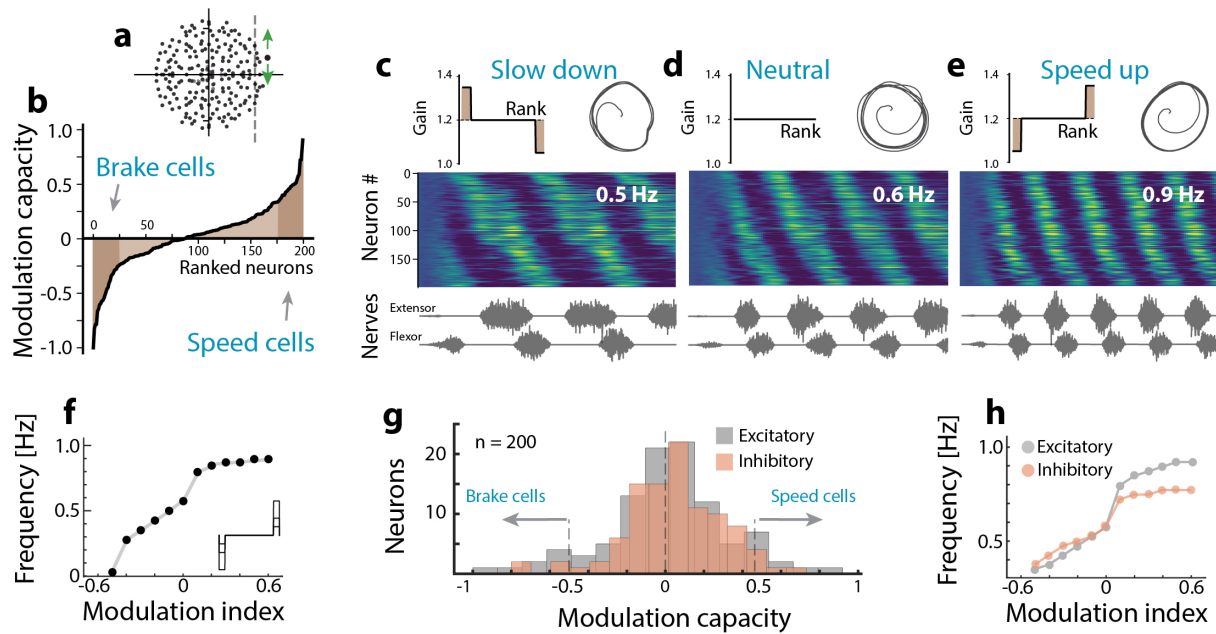 a
b
Modulation capacity
1.0
0.5
0
-0.5
-1.0
Brake cells
0 50
100 150 200
Ranked neurons
Speed cells
c
Slow down
Gain
1.4
1.2
1.0
Rank
Neuron #
0
50
100
150
0.5 Hz
Nerves
Extensor
Flexor
d
Neutral
Gain
1.4
1.2
1.0
Rank
0.6 Hz
e
Speed up
Gain
1.4
1.2
1.0
Rank
0.9 Hz
f
Frequency [Hz]
1.0
0.5
0
-0.6 0 0.6
Modulation index
g
n = 200
Excitatory
Inhibitory
Neurons
20
10
Brake cells
Speed cells
-1 -0.5 0 0.5 1
Modulation capacity
h
Frequency [Hz]
1.0
0.5
Excitatory
Inhibitory
-0.6 0 0.6
Modulation index